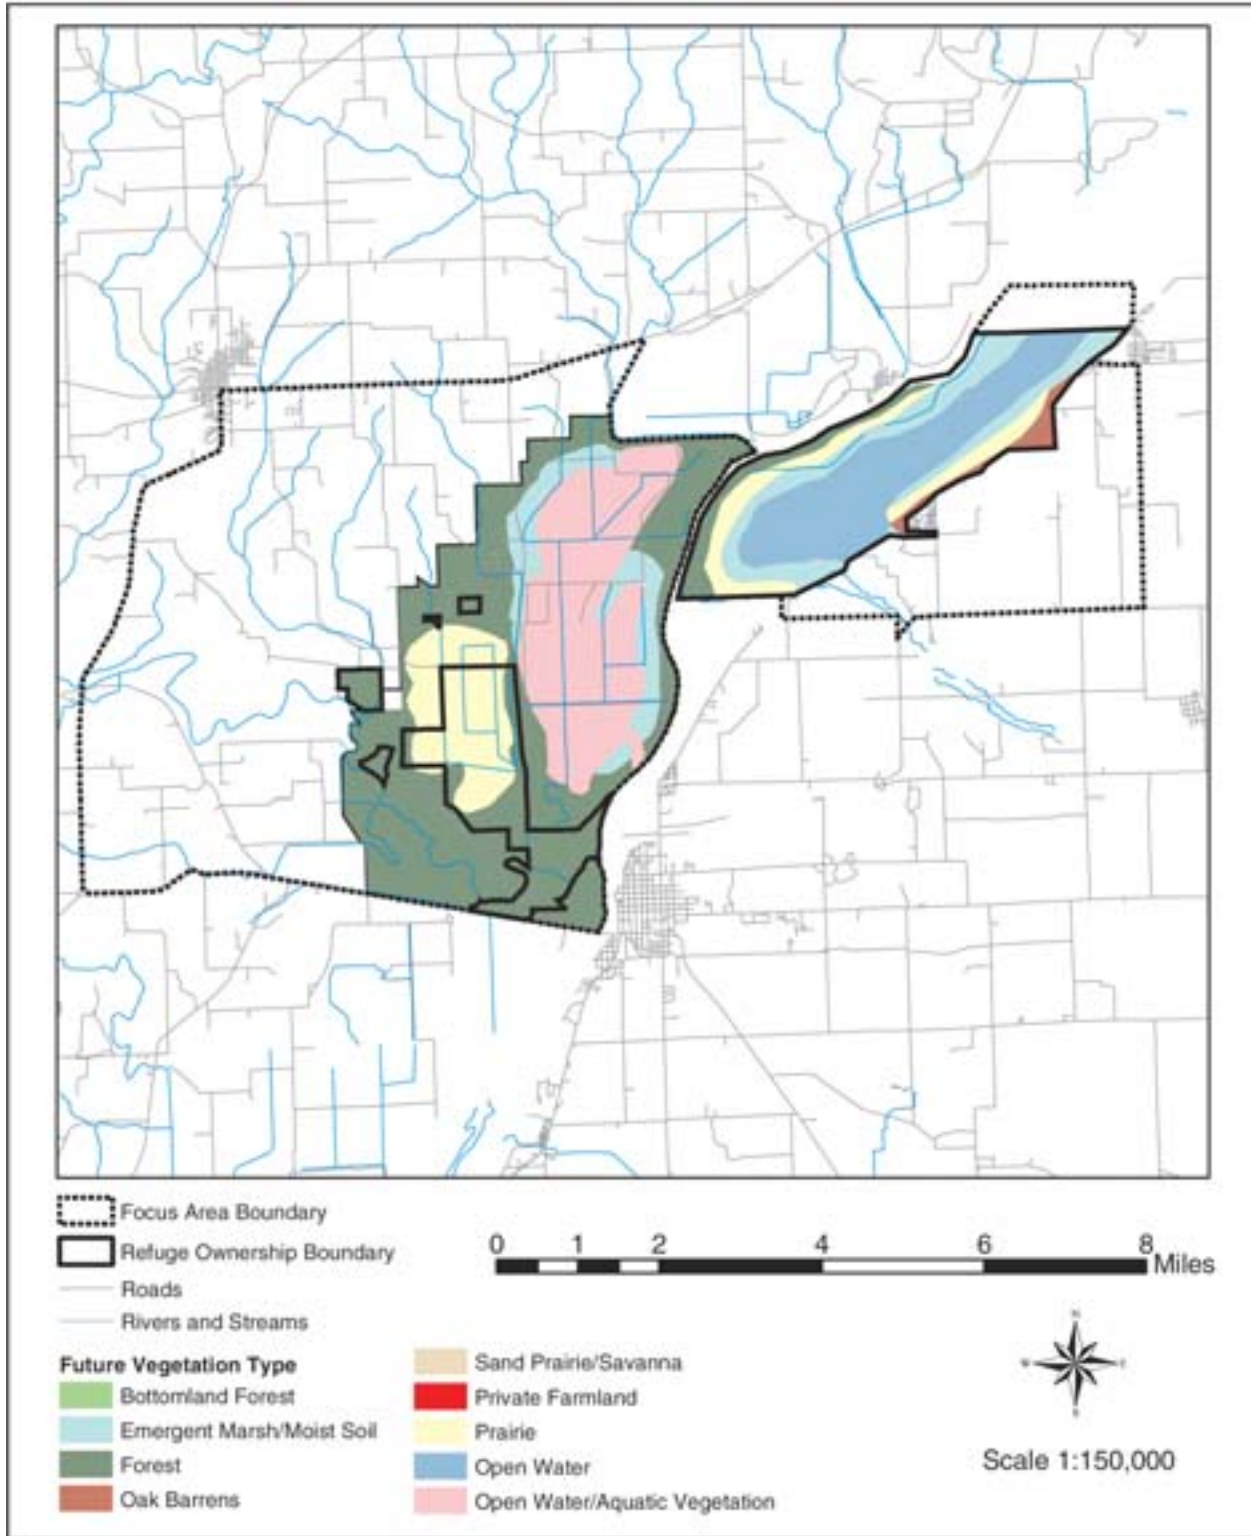 Focus Area Boundary
Refuge Ownership Boundary
Roads
Rivers and Streams
0 1 2 4 6 8
Miles
Future Vegetation Type
Bottomland Forest
Emergent Marsh/Moist Soil
Forest
Oak Barrens
Sand Prairie/Savanna
Private Farmland
Prairie
Open Water
Open Water/Aquatic Vegetation
N
W E
S
Scale 1:150,000